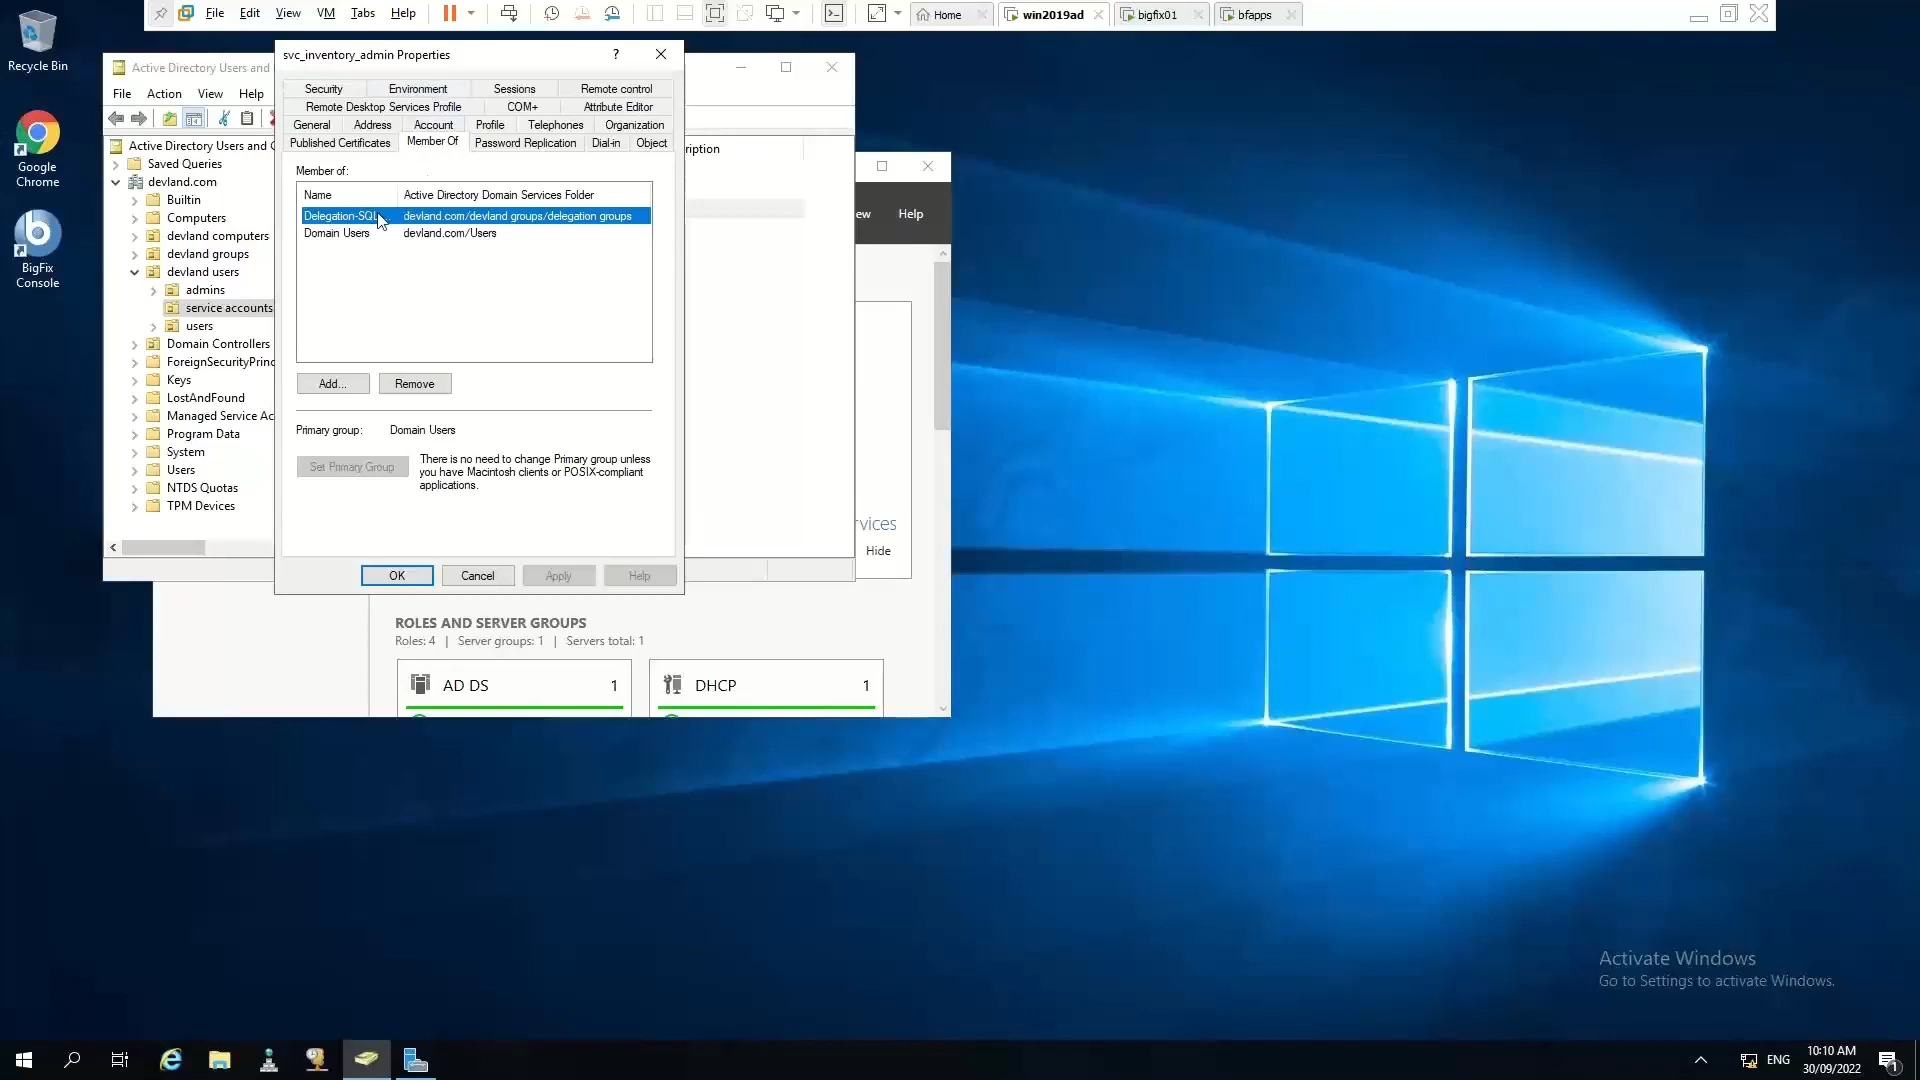 File Edit View VM Tabs Help
Home
win2019ad
bigfix01
bfapps
Recycle Bin
Google Chrome
BigFix Console
Active Directory Users and
File Action View Help
Active Directory Users and C
Saved Queries
devland.com
Builtin
Computers
devland computers
devland groups
devland users
admins
service accounts
users
Domain Controllers
ForeignSecurityPrinc
Keys
LostAndFound
Managed Service Ac
Program Data
System
Users
NTDS Quotas
TPM Devices
svc_inventory_admin Properties
?
Security Environment Sessions Remote control
Remote Desktop Services Profile COM+ Attribute Editor
General Address Account Profile Telephones Organization
Published Certificates Member Of Password Replication Dial-in Object
Member of:
Name Active Directory Domain Services Folder
Delegation-SQL... devland.com/devland groups/delegation groups
Domain Users devland.com/Users
Add... Remove
Primary group: Domain Users
Set Primary Group
There is no need to change Primary group unless
you have Macintosh clients or POSIX-compliant
applications.
OK Cancel Apply Help
ription
ew Help
rvices
Hide
ROLES AND SERVER GROUPS
Roles: 4 | Server groups: 1 | Servers total: 1
AD DS 1
DHCP 1
Activate Windows
Go to Settings to activate Windows.
ENG
10:10 AM
30/09/2022
1